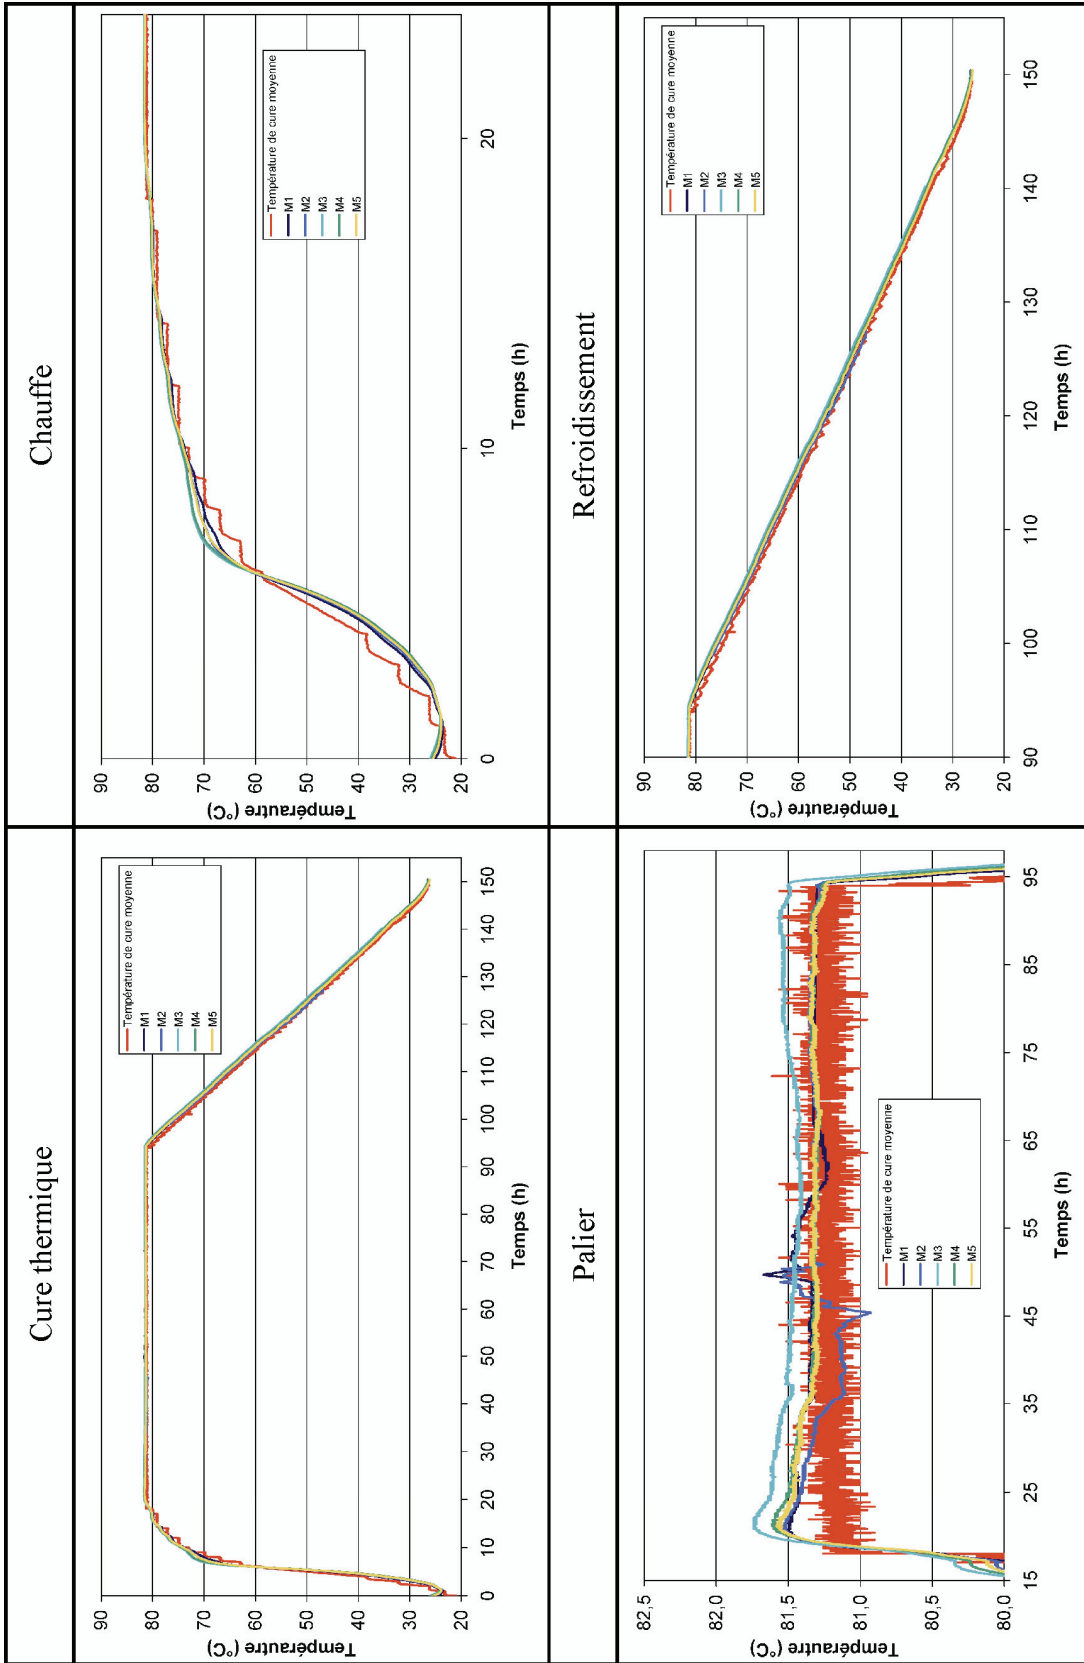 Cure thermique
90
80
70
60
50
40
30
20
Tempérautre (°C)
0 10 20 30 40 50 60 70 80 90 100 110 120 130 140 150
Temps (h)
Température de cure moyenne
M1
M2
M3
M4
M5
Chauffe
90
80
70
60
50
40
30
20
Tempérautre (°C)
0 10 20
Temps (h)
Température de cure moyenne
M1
M2
M3
M4
M5
Palier
82,5
82,0
81,5
81,0
80,5
80,0
Tempérautre (°C)
15 25 35 45 55 65 75 85 95
Temps (h)
Température de cure moyenne
M1
M2
M3
M4
M5
Refroidissement
90
80
70
60
50
40
30
20
Tempérautre (°C)
90 100 110 120 130 140 150
Temps (h)
Température de cure moyenne
M1
M2
M3
M4
M5